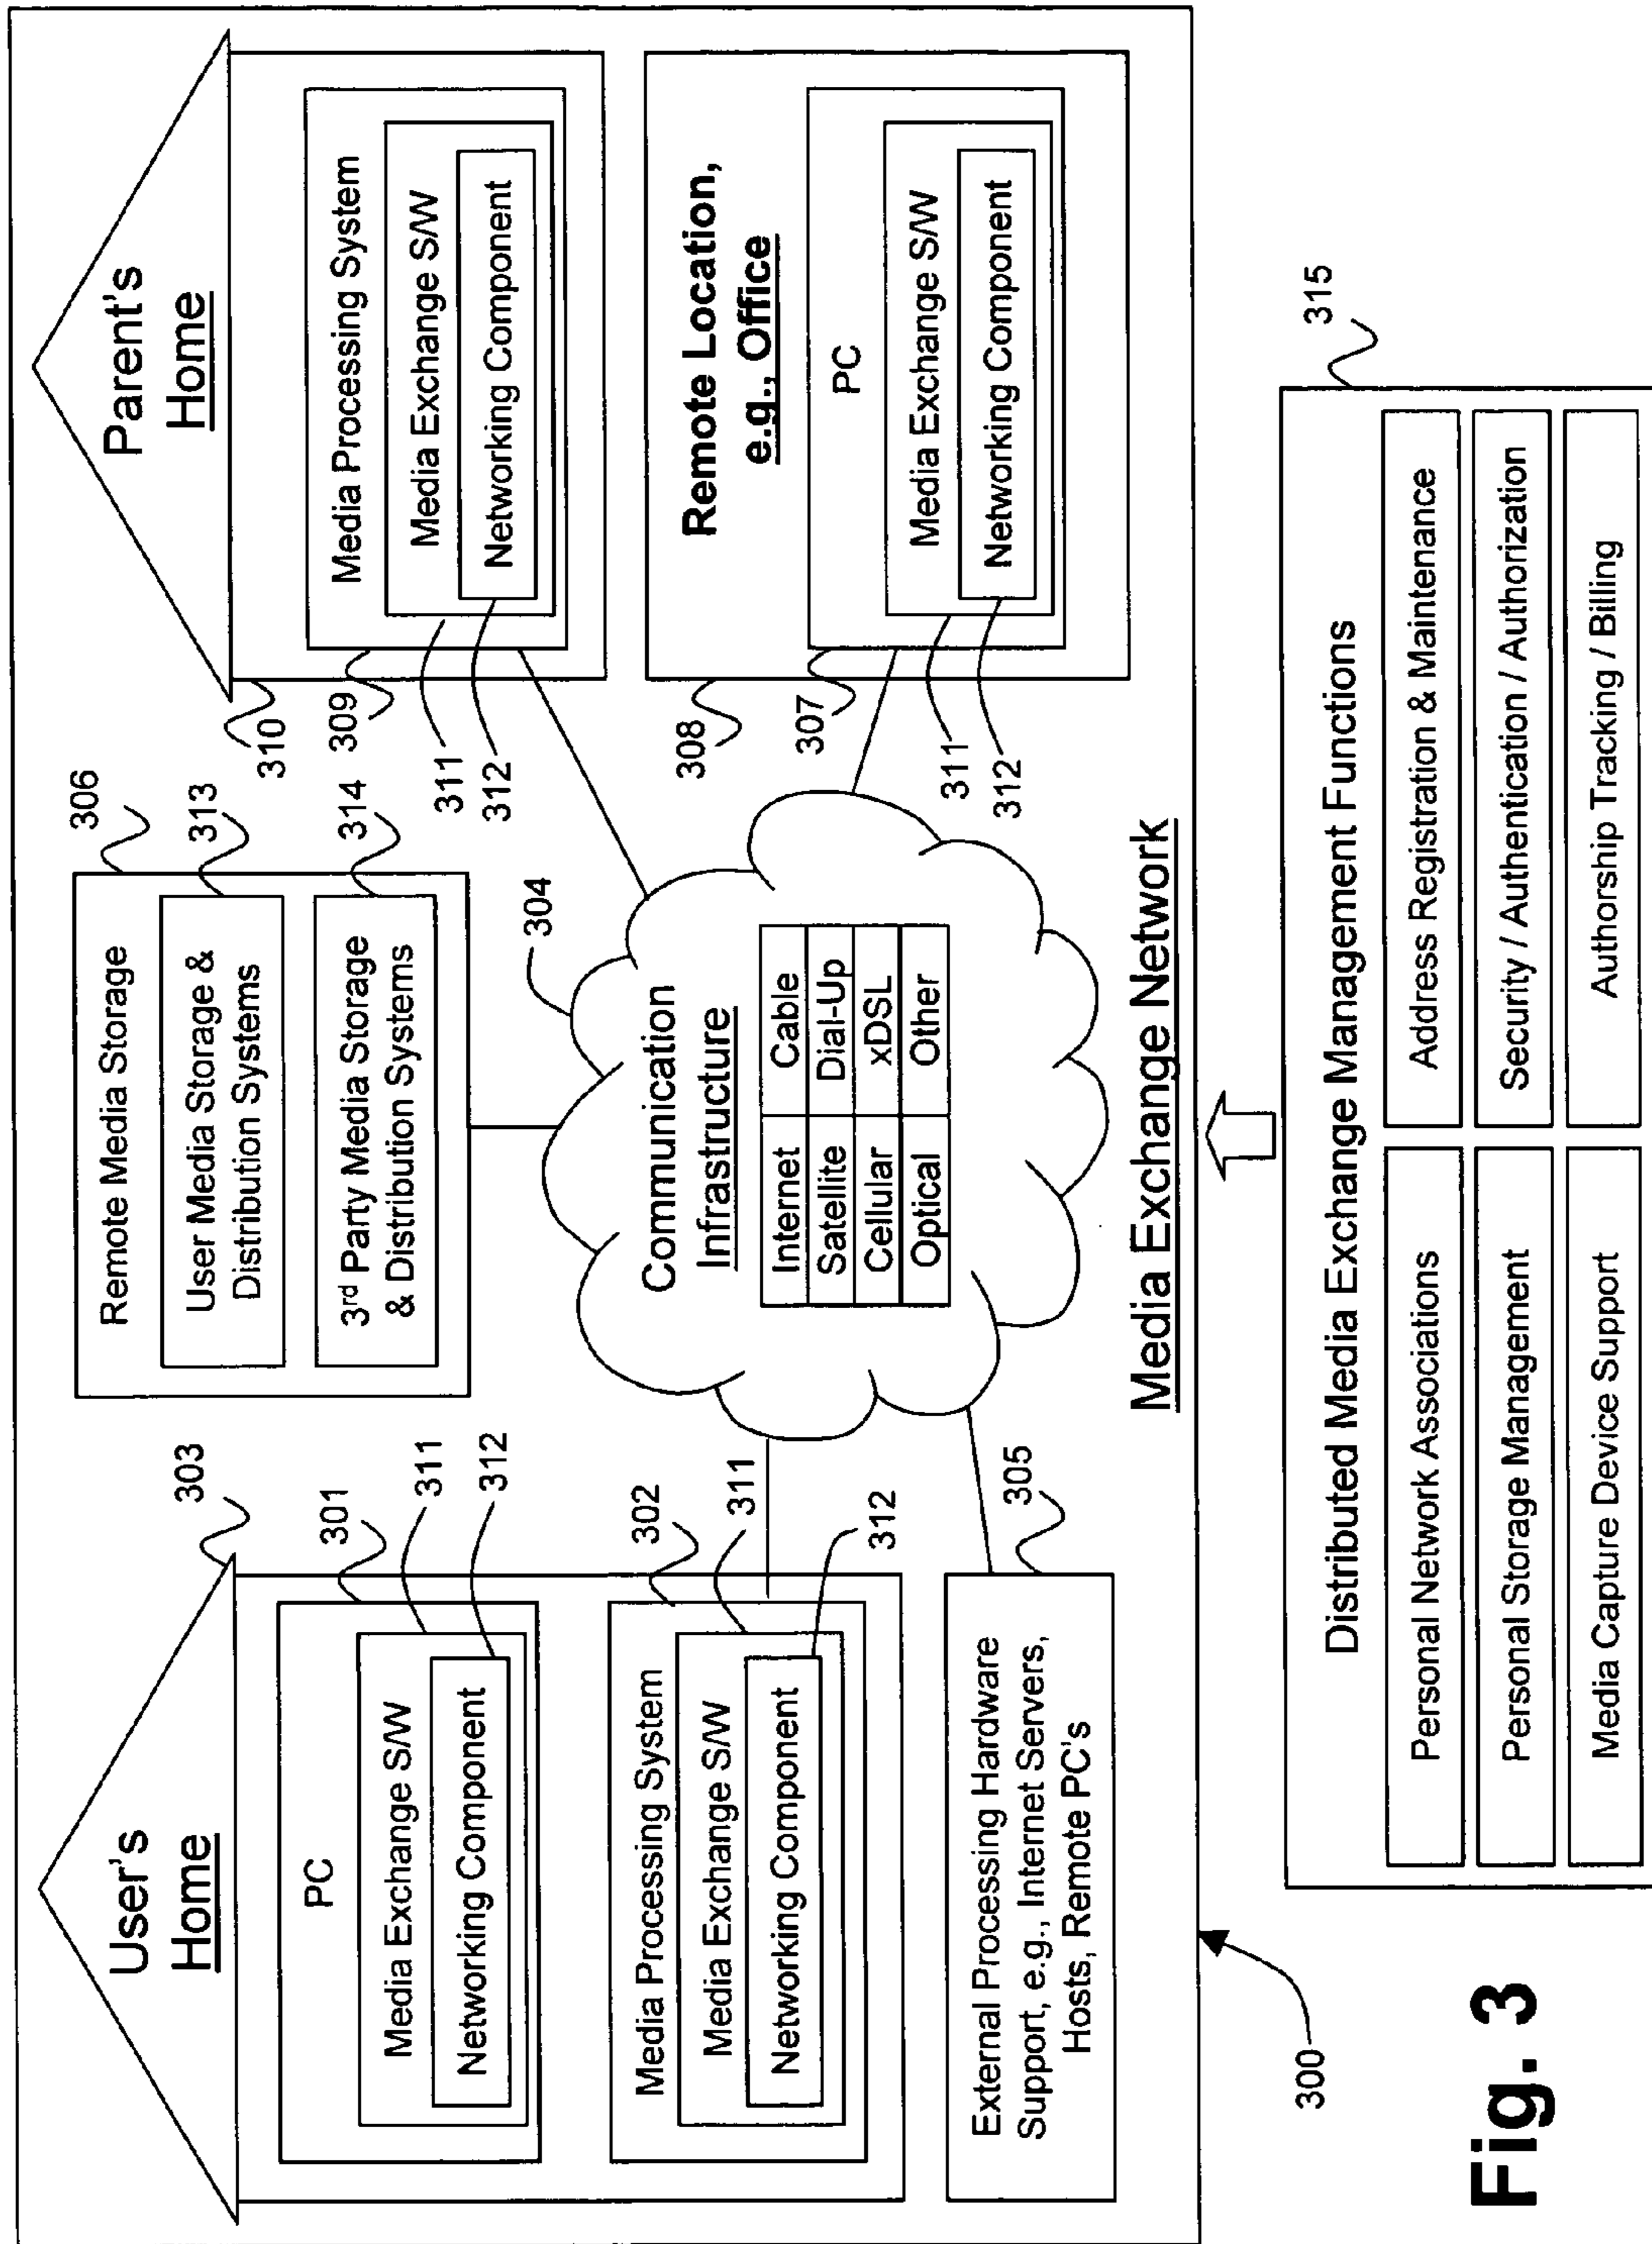 User's
Home
303
PC
301
Media Exchange S/W
311
Networking Component
312
Media Processing System
302
Media Exchange S/W
311
Networking Component
312
External Processing Hardware
Support, e.g., Internet Servers,
Hosts, Remote PC's
305
306
Remote Media Storage
313
User Media Storage &
Distribution Systems
314
3rd Party Media Storage
& Distribution Systems
304
Communication
Infrastructure
Internet Cable
Satellite Dial-Up
Cellular xDSL
Optical Other
Parent's
Home
310
Media Processing System
309
Media Exchange S/W
311
Networking Component
312
Remote Location,
e.g., Office
308
PC
307
Media Exchange S/W
311
Networking Component
312
Media Exchange Network
300
315
Distributed Media Exchange Management Functions
Personal Network Associations
Address Registration & Maintenance
Personal Storage Management
Security / Authentication / Authorization
Media Capture Device Support
Authorship Tracking / Billing
Fig. 3